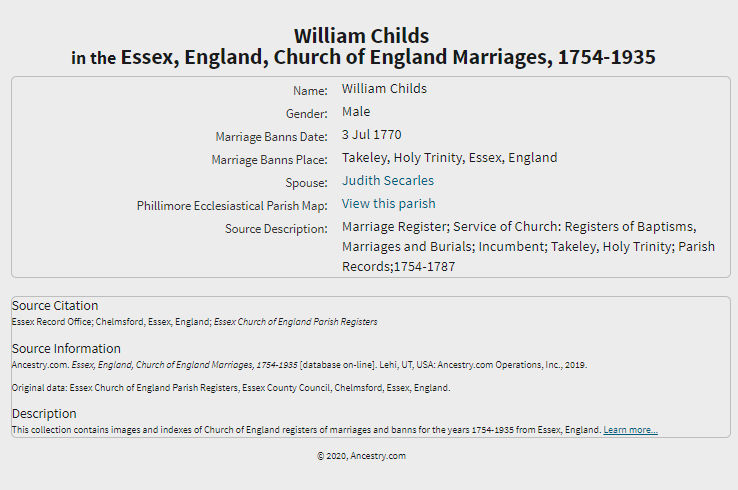 William Childs
in the Essex, England, Church of England Marriages, 1754-1935
Name: William Childs
Gender: Male
Marriage Banns Date: 3 Jul 1770
Marriage Banns Place: Takeley, Holy Trinity, Essex, England
Spouse: Judith Secarles
Phillimore Ecclesiastical Parish Map: View this parish
Source Description: Marriage Register; Service of Church: Registers of Baptisms,
Marriages and Burials; Incumbent; Takeley, Holy Trinity; Parish
Records;1754-1787
Source Citation
Essex Record Office; Chelmsford, Essex, England; Essex Church of England Parish Registers
Source Information
Ancestry.com. Essex, England, Church of England Marriages, 1754-1935 [database on-line]. Lehi, UT, USA: Ancestry.com Operations, Inc., 2019.
Original data: Essex Church of England Parish Registers, Essex County Council, Chelmsford, Essex, England.
Description
This collection contains images and indexes of Church of England registers of marriages and banns for the years 1754-1935 from Essex, England. Learn more...
© 2020, Ancestry.com